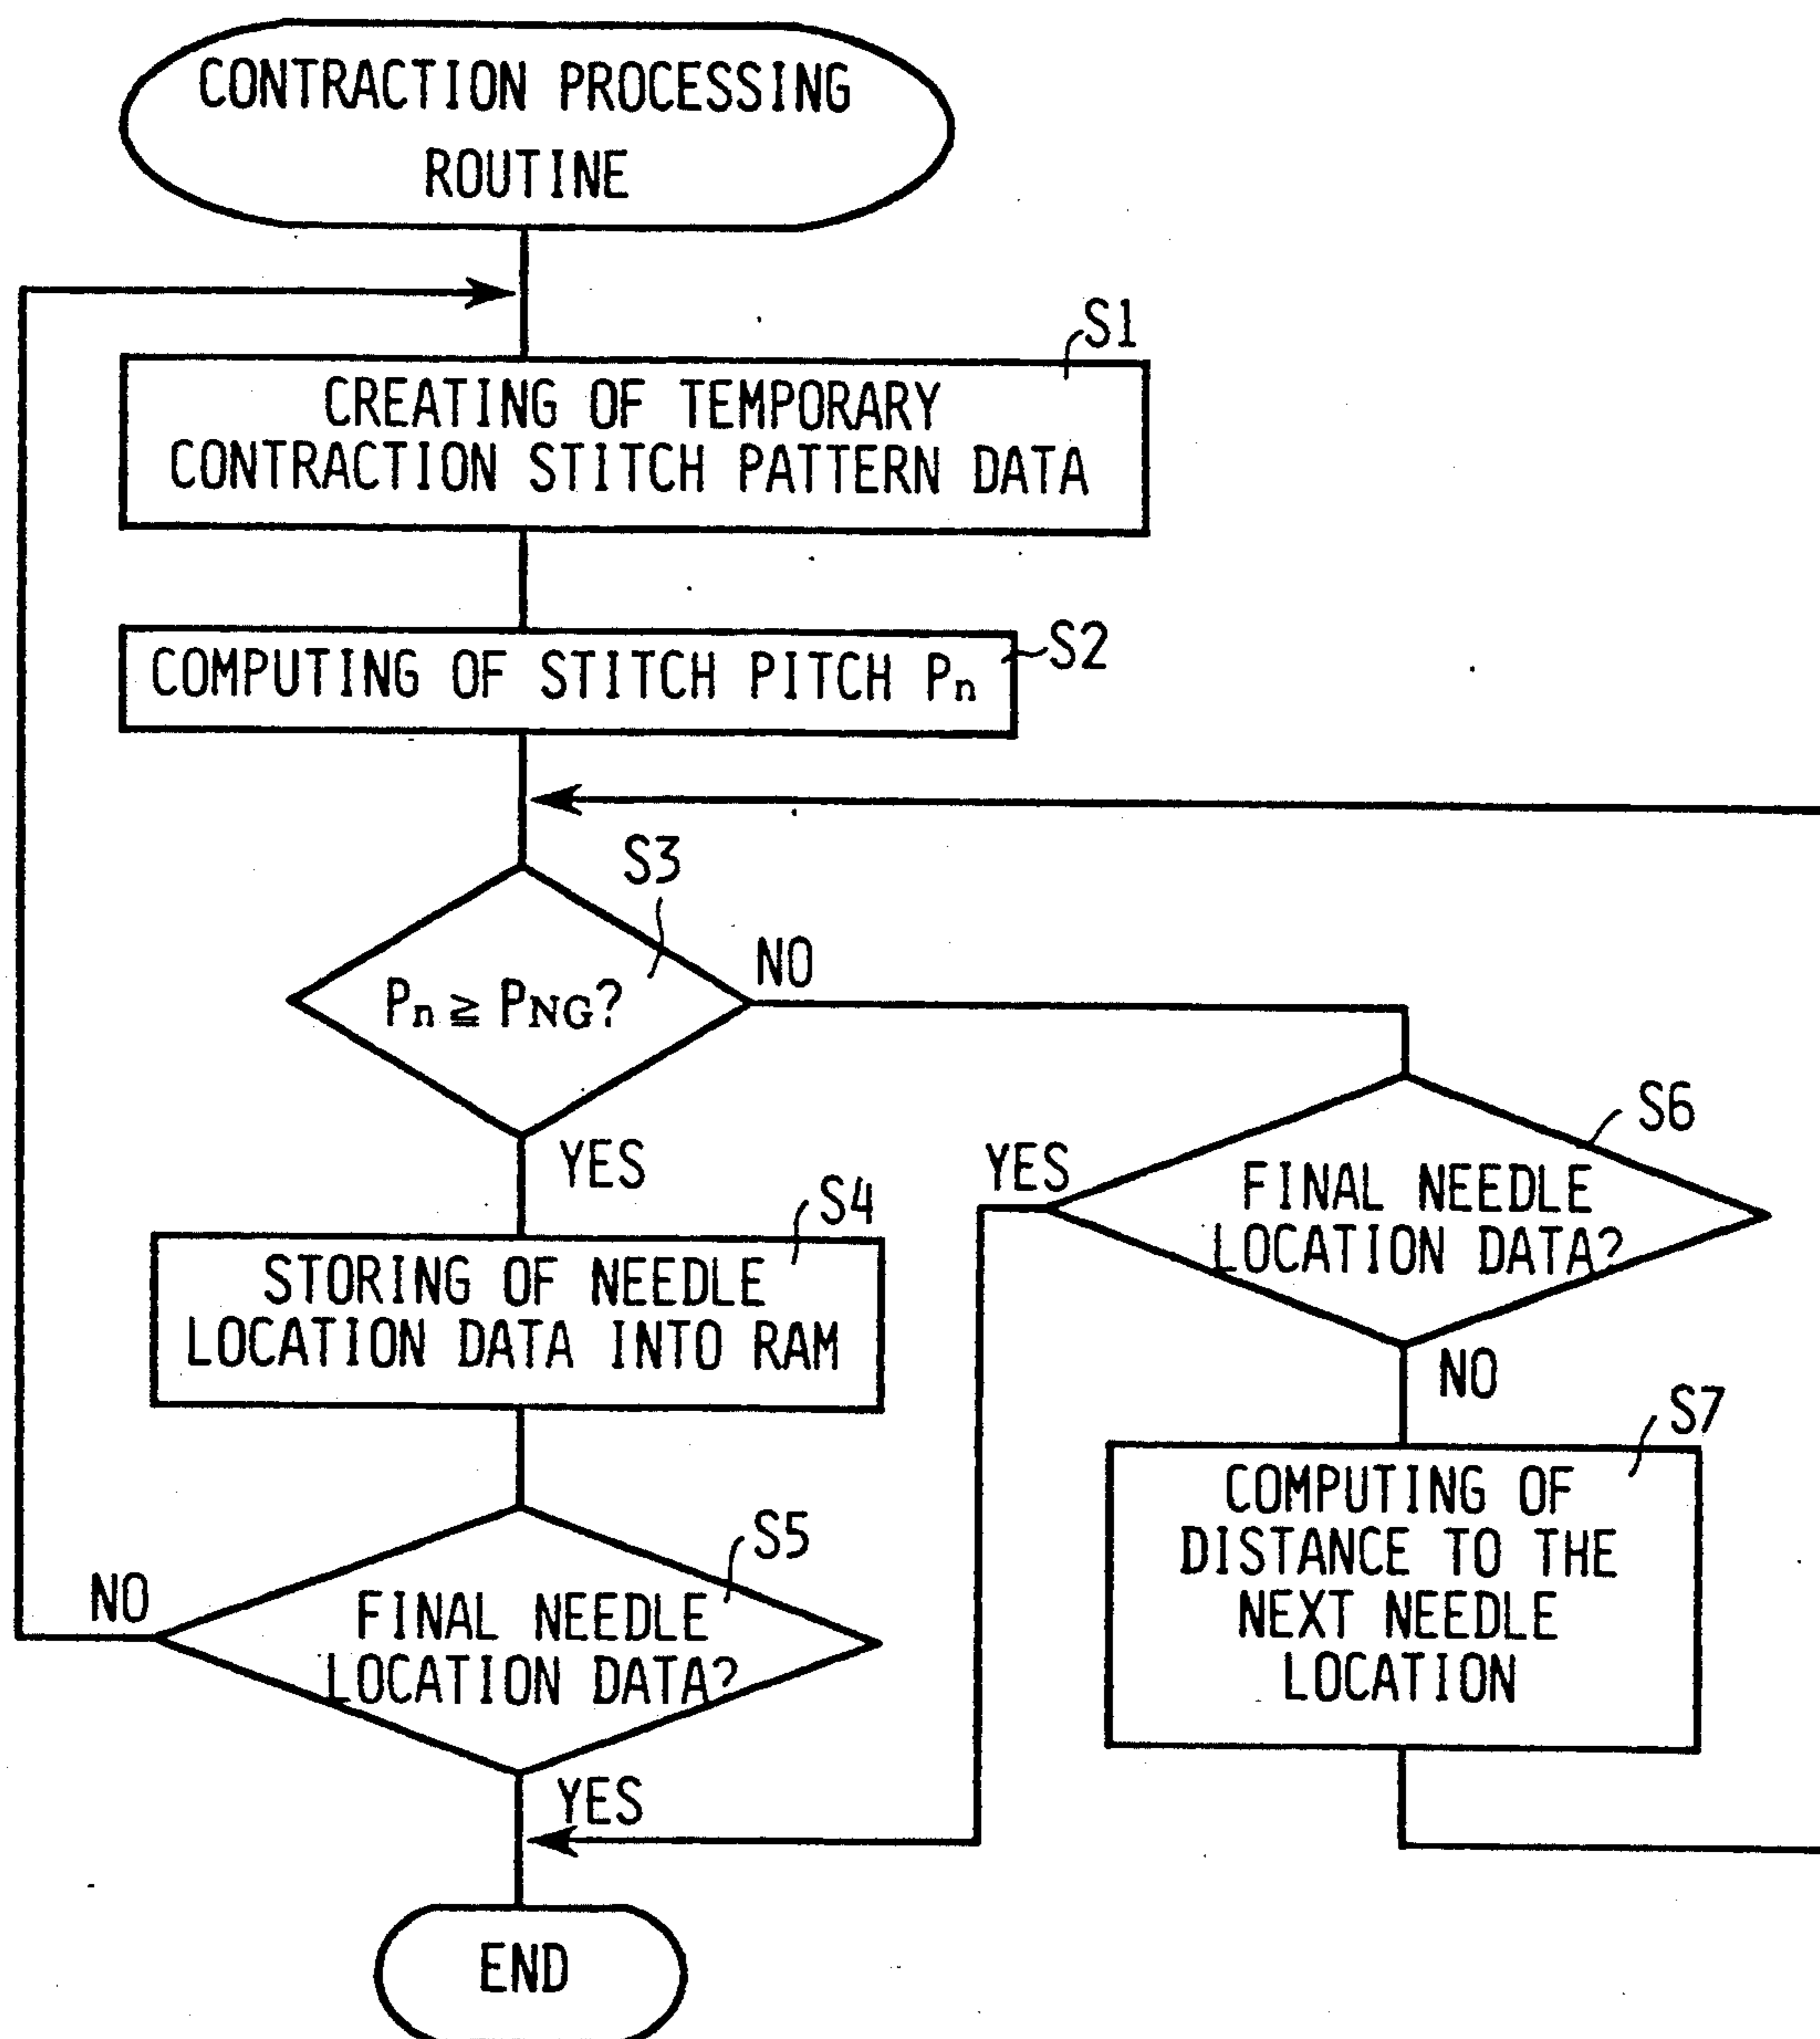 CONTRACTION PROCESSING
ROUTINE
S1
CREATING OF TEMPORARY
CONTRACTION STITCH PATTERN DATA
COMPUTING OF STITCH PITCH Pn
S2
S3
Pn ≧ PNG?
NO
YES
S6
YES
FINAL NEEDLE
LOCATION DATA?
NO
S4
STORING OF NEEDLE
LOCATION DATA INTO RAM
S7
COMPUTING OF
DISTANCE TO THE
NEXT NEEDLE
LOCATION
S5
NO
FINAL NEEDLE
LOCATION DATA?
YES
END